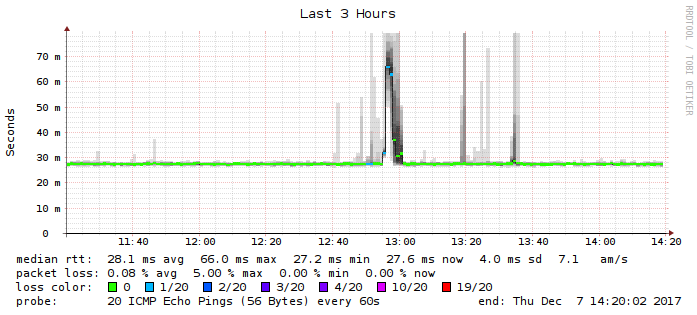 Last 3 Hours
RRDTOOL / TOBI OETIKER
Seconds
70 m
60 m
50 m
40 m
30 m
20 m
10 m
0
11:40 12:00 12:20 12:40 13:00 13:20 13:40 14:00 14:20
median rtt: 28.1 ms avg 66.0 ms max 27.2 ms min 27.6 ms now 4.0 ms sd 7.1 am/s
packet loss: 0.08 % avg 5.00 % max 0.00 % min 0.00 % now
loss color: 0 1/20 2/20 3/20 4/20 10/20 19/20
probe: 20 ICMP Echo Pings (56 Bytes) every 60s end: Thu Dec 7 14:20:02 2017